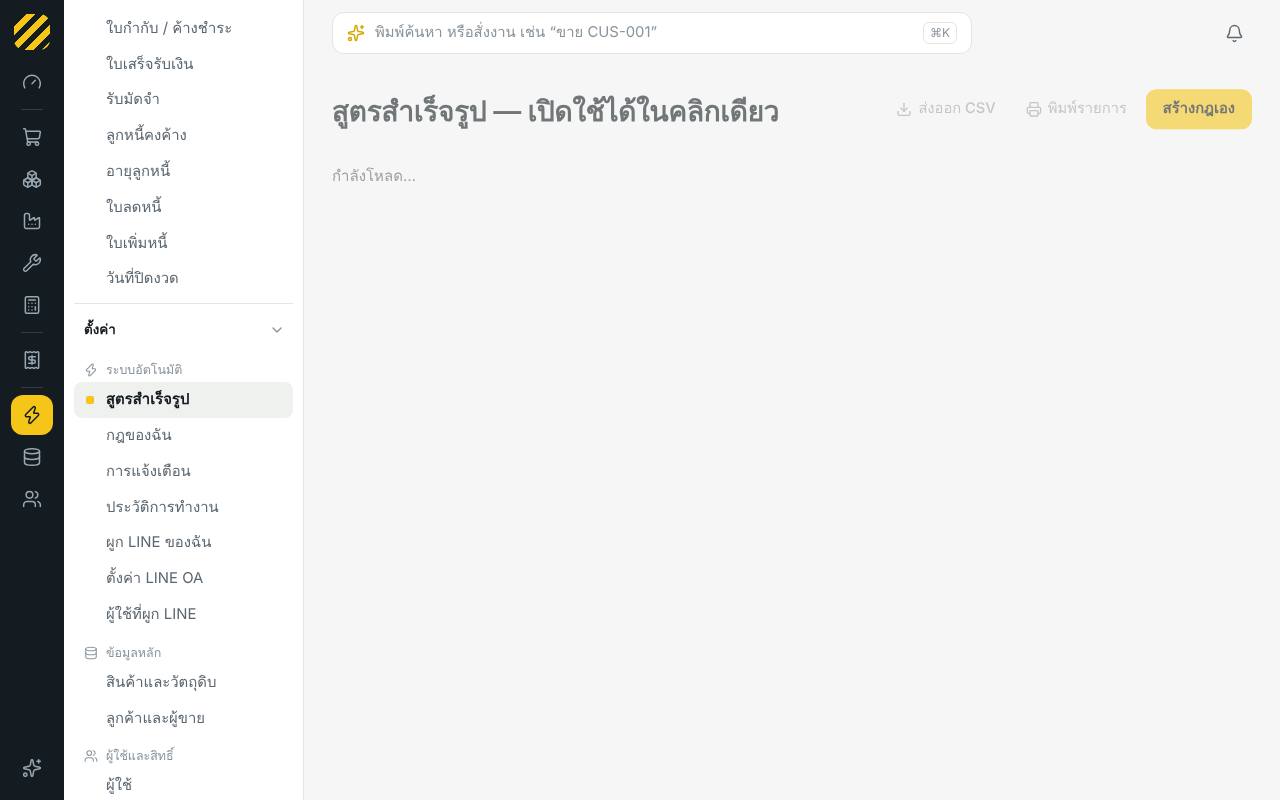 ใบกำกับ / ค้างชำระ
ใบเสร็จรับเงิน
รับมัดจำ
ลูกหนี้คงค้าง
อายุลูกหนี้
ใบลดหนี้
ใบเพิ่มหนี้
วันที่ปิดงวด
ตั้งค่า
ระบบอัตโนมัติ
สูตรสำเร็จรูป
กฎของฉัน
การแจ้งเตือน
ประวัติการทำงาน
ผูก LINE ของฉัน
ตั้งค่า LINE OA
ผู้ใช้ที่ผูก LINE
ข้อมูลหลัก
สินค้าและวัตถุดิบ
ลูกค้าและผู้ขาย
ผู้ใช้และสิทธิ์
ผู้ใช้
พิมพ์ค้นหา หรือสั่งงาน เช่น “ขาย CUS-001” ⌘K
สูตรสำเร็จรูป — เปิดใช้ได้ในคลิกเดียว
ส่งออก CSV พิมพ์รายการ สร้างกฎเอง
กำลังโหลด...